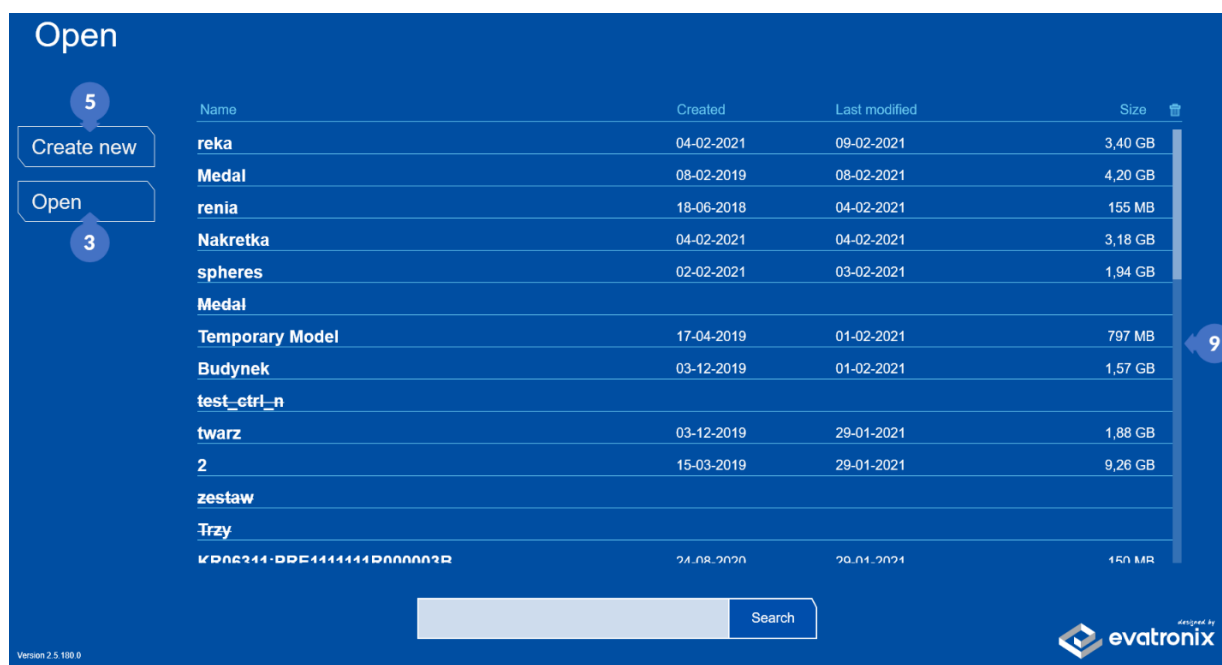 Open
5
Create new
Open
3
Name Created Last modified Size
reka 04-02-2021 09-02-2021 3,40 GB
Medal 08-02-2019 08-02-2021 4,20 GB
renia 18-06-2018 04-02-2021 155 MB
Nakretka 04-02-2021 04-02-2021 3,18 GB
spheres 02-02-2021 03-02-2021 1,94 GB
Medal
Temporary Model 17-04-2019 01-02-2021 797 MB
9
Budynek 03-12-2019 01-02-2021 1,57 GB
test_ctrl_n
twarz 03-12-2019 29-01-2021 1,88 GB
2 15-03-2019 29-01-2021 9,26 GB
zestaw
Trzy
24-08-2020 29-01-2021 150 MB
Search
designed by
evatronix
Version 2.5.180.0